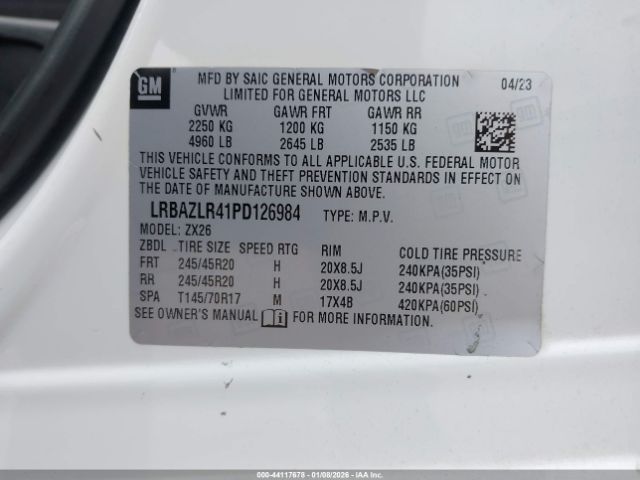 GM
MFD BY SAIC GENERAL MOTORS CORPORATION 04/23
LIMITED FOR GENERAL MOTORS LLC
GVWR GAWR FRT GAWR RR
2250 KG 1200 KG 1150 KG
4960 LB 2645 LB 2535 LB
THIS VEHICLE CONFORMS TO ALL APPLICABLE U.S. FEDERAL MOTOR
VEHICLE SAFETY AND THEFT PREVENTION STANDARDS IN EFFECT ON
THE DATE OF MANUFACTURE SHOWN ABOVE.
LRBAZLR41PD126984 TYPE: M.P.V.
MODEL: ZX26
ZBDL TIRE SIZE SPEED RTG RIM COLD TIRE PRESSURE
FRT 245/45R20 H 20X8.5J 240KPA(35PSI)
RR 245/45R20 H 20X8.5J 240KPA(35PSI)
SPA T145/70R17 M 17X4B 420KPA(60PSI)
SEE OWNER'S MANUAL FOR MORE INFORMATION.
© -- 44117678 -- 01/08/2026 -- IAA